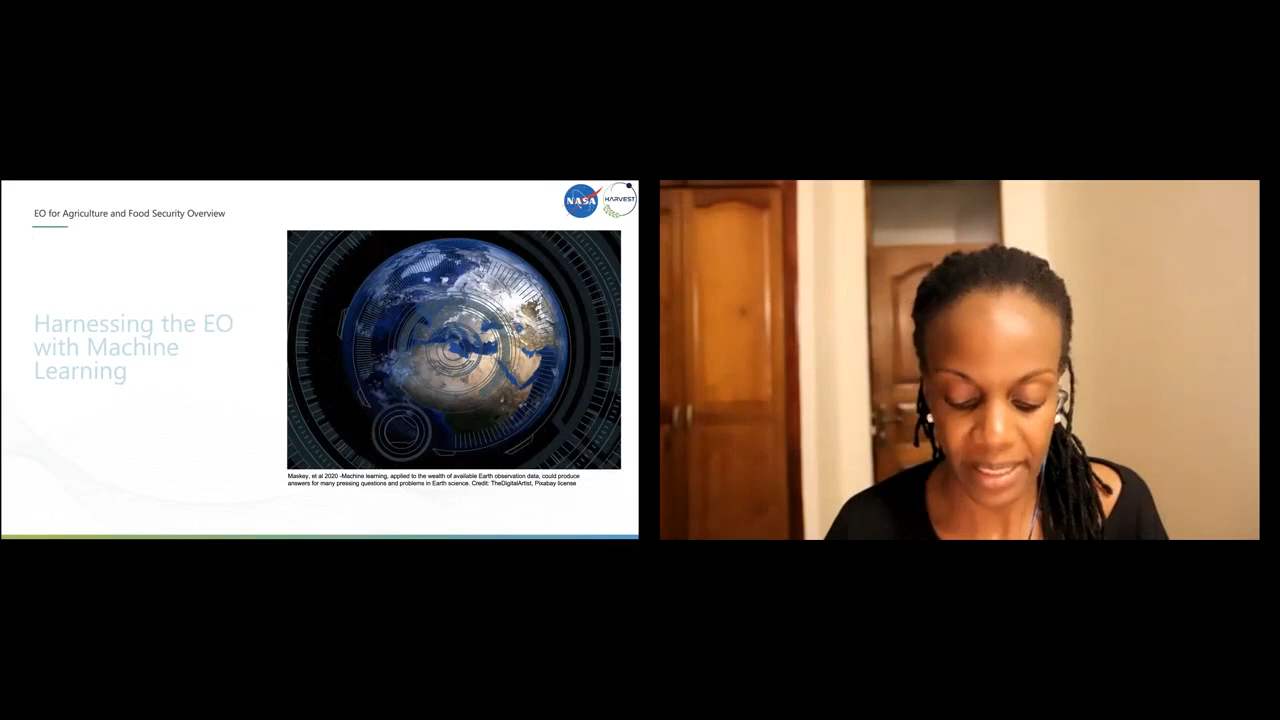 EO for Agriculture and Food Security Overview
NASA
HARVEST
Harnessing the EO
with Machine
Learning
Maskey, et al 2020 -Machine learning, applied to the wealth of available Earth observation data, could produce
answers for many pressing questions and problems in Earth science. Credit: TheDigitalArtist, Pixabay license